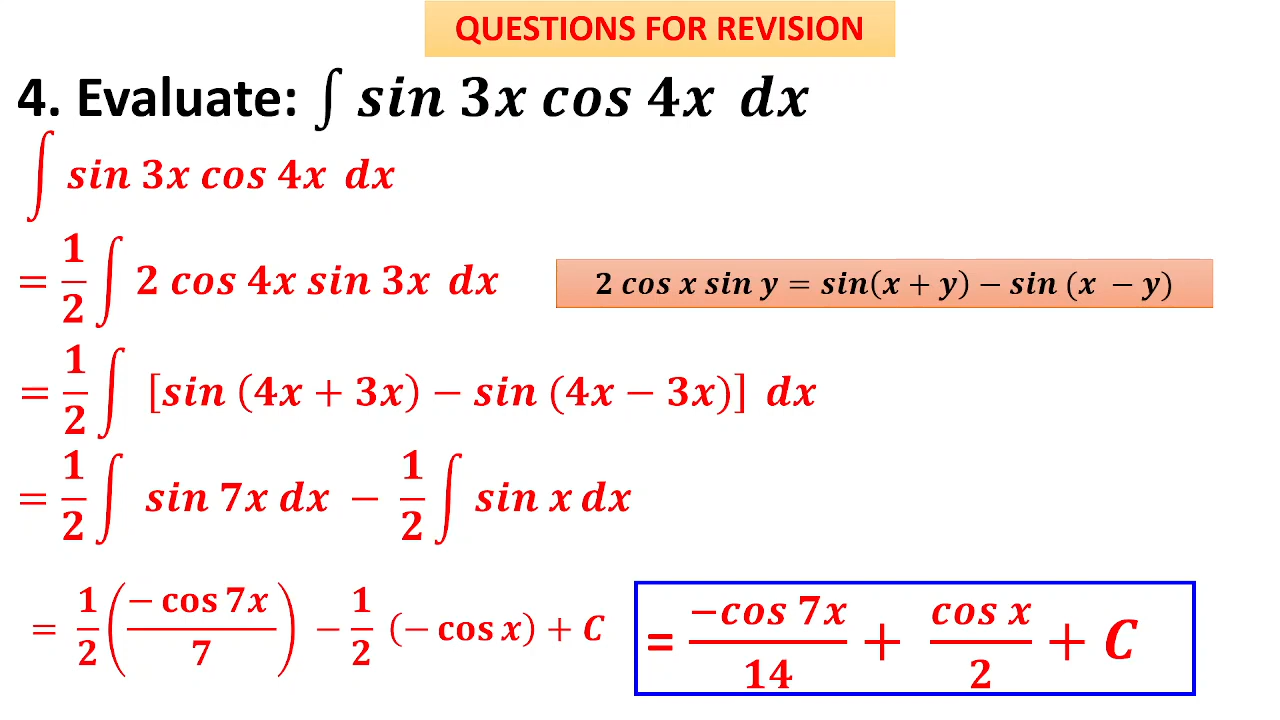 QUESTIONS FOR REVISION
4. Evaluate: ∫ sin 3x cos 4x dx
∫ sin 3x cos 4x dx
= 1/2 ∫ 2 cos 4x sin 3x dx
2 cos x sin y = sin(x + y) − sin (x − y)
= 1/2 ∫ [sin (4x + 3x) − sin (4x − 3x)] dx
= 1/2 ∫ sin 7x dx − 1/2 ∫ sin x dx
= 1/2 (− cos 7x / 7) − 1/2 (− cos x) + C
= −cos 7x / 14 + cos x / 2 + C